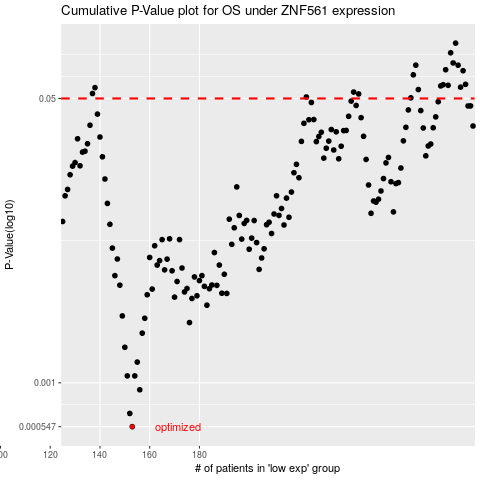 Cumulative P-Value plot for OS under ZNF561 expression
P-Value(log10)
0.05
0.001
0.000547
optimized
00 120 140 160 180
# of patients in 'low exp' group